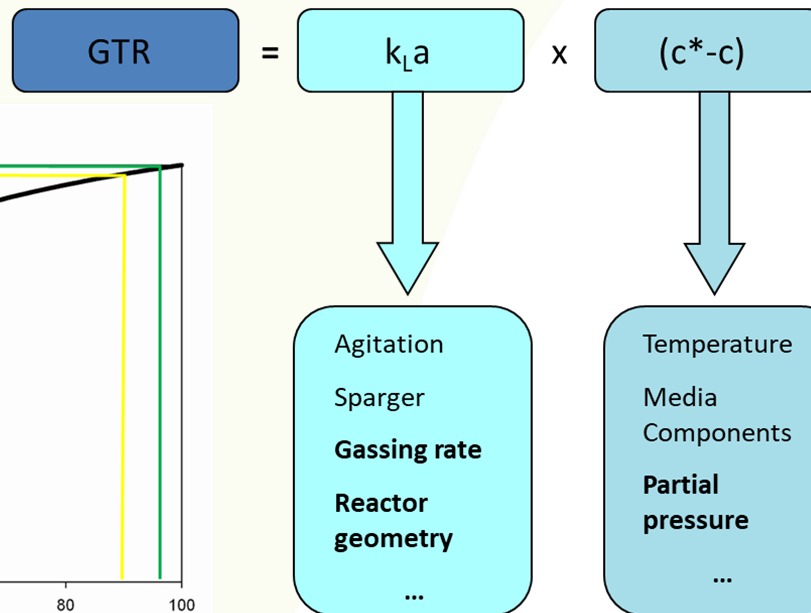 GTR = kLa x (c*-c)
Agitation
Sparger
Gassing rate
Reactor
geometry
...
Temperature
Media
Components
Partial
pressure
...
80 100